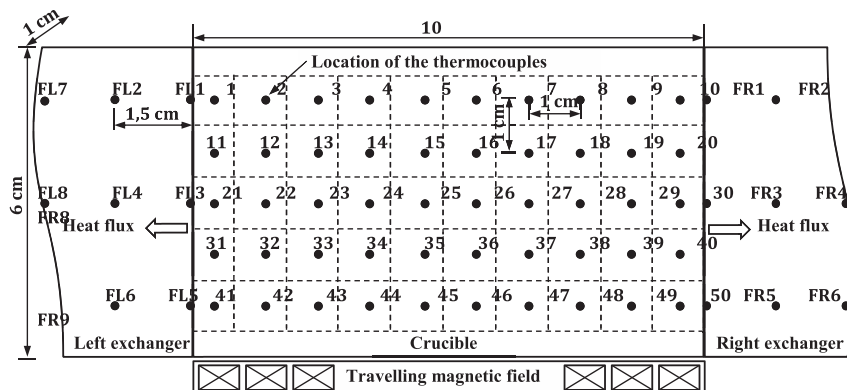 1 cm
10
Location of the thermocouples
FL7 FL2 FL1 1 2 3 4 5 6 7 8 9 10 FR1 FR2
1,5 cm
1 cm
1 cm
11 12 13 14 15 16 17 18 19 20
6 cm
FL8 FL4 FL3 21 22 23 24 25 26 27 28 29 30 FR3 FR4
FR8
Heat flux
Heat flux
31 32 33 34 35 36 37 38 39 40
FL6 FL5 41 42 43 44 45 46 47 48 49 50 FR5 FR6
FR9
Left exchanger Crucible Right exchanger
Travelling magnetic field